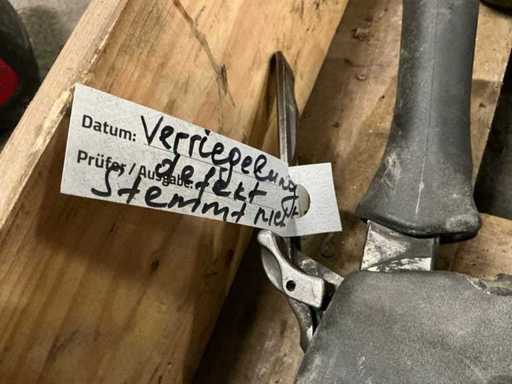 Datum: Verriegelung
Prüfer / Ausgabe: defekt
Stemmt nicht